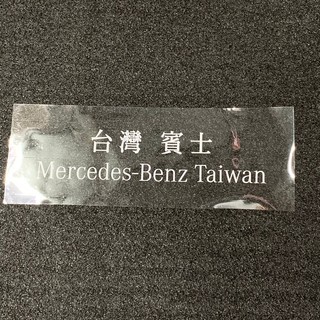 台灣 賓士
Mercedes-Benz Taiwan